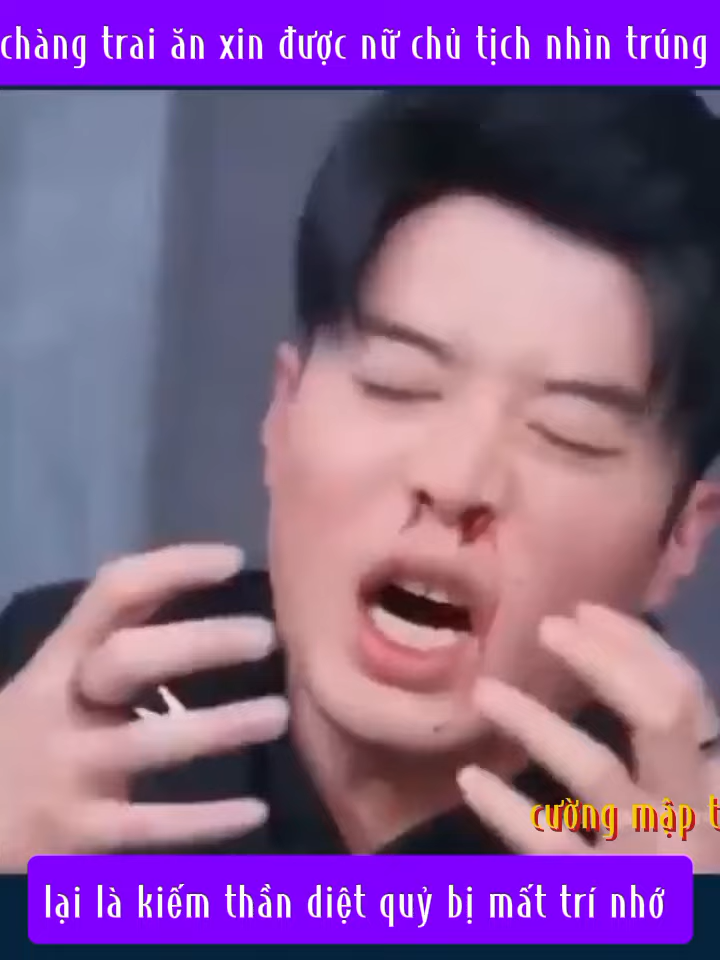 chàng trai ăn xin được nữ chủ tịch nhìn trúng
cường mập
lại là kiếm thần diệt quỷ bị mất trí nhớ